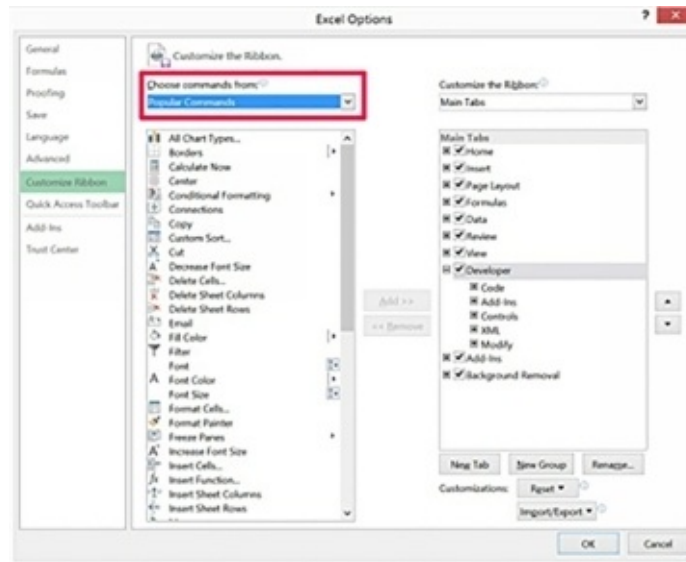 Excel Options
?
General
Formulas
Proofing
Save
Language
Advanced
Customize Ribbon
Quick Access Toolbar
Add-Ins
Trust Center
Customize the Ribbon.
Choose commands from:
Popular Commands
All Chart Types...
Borders
Calculate Now
Center
Conditional Formatting
Connections
Copy
Custom Sort...
Cut
Decrease Font Size
Delete Cells...
Delete Sheet Columns
Delete Sheet Rows
Email
Fill Color
Filter
Font
Font Color
Font Size
Format Cells...
Format Painter
Freeze Panes
Increase Font Size
Insert Cells...
Insert Function...
Insert Sheet Columns
Insert Sheet Rows
Add >>
<< Remove
Customize the Ribbon:
Main Tabs
Main Tabs
Home
Insert
Page Layout
Formulas
Data
Review
View
Developer
Code
Add-Ins
Controls
XML
Modify
Add-Ins
Background Removal
New Tab
New Group
Rename...
Customizations:
Reset
Import/Export
OK
Cancel